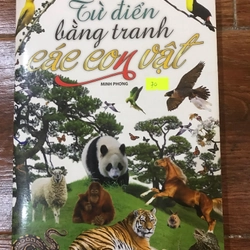 Từ điển
bằng tranh
các con vật
MINH PHONG